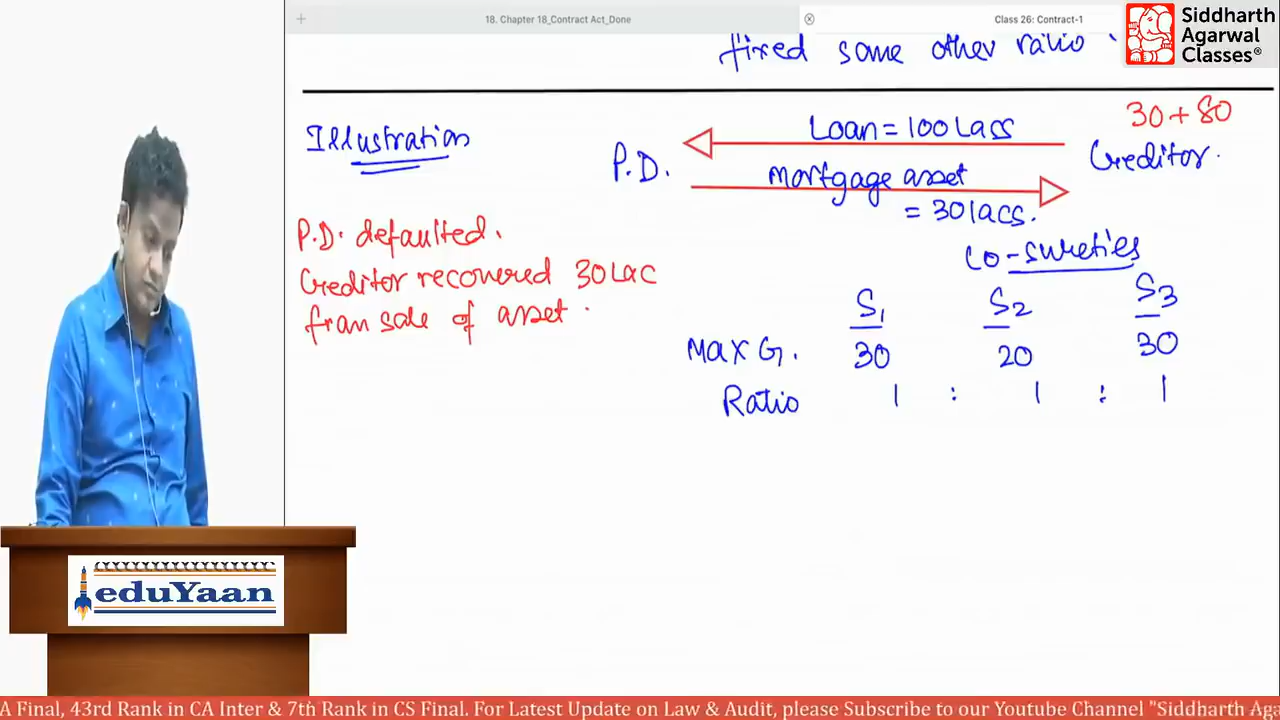 18. Chapter 18_Contract Act_Done
Class 26: Contract-1
Siddharth
Agarwal
Classes®
fixed some other ratio
Illustration
Loan = 100 Lacs
30 + 80
P.D.
Creditor.
mortgage asset
= 30 lacs.
P.D. defaulted.
Creditor recovered 30 Lac
from sale of asset.
Co-sureties
S1 S2 S3
Max G. 30 20 30
Ratio 1 : 1 : 1
eduYaan
A Final, 43rd Rank in CA Inter & 7th Rank in CS Final. For Latest Update on Law & Audit, please Subscribe to our Youtube Channel "Siddharth Aga